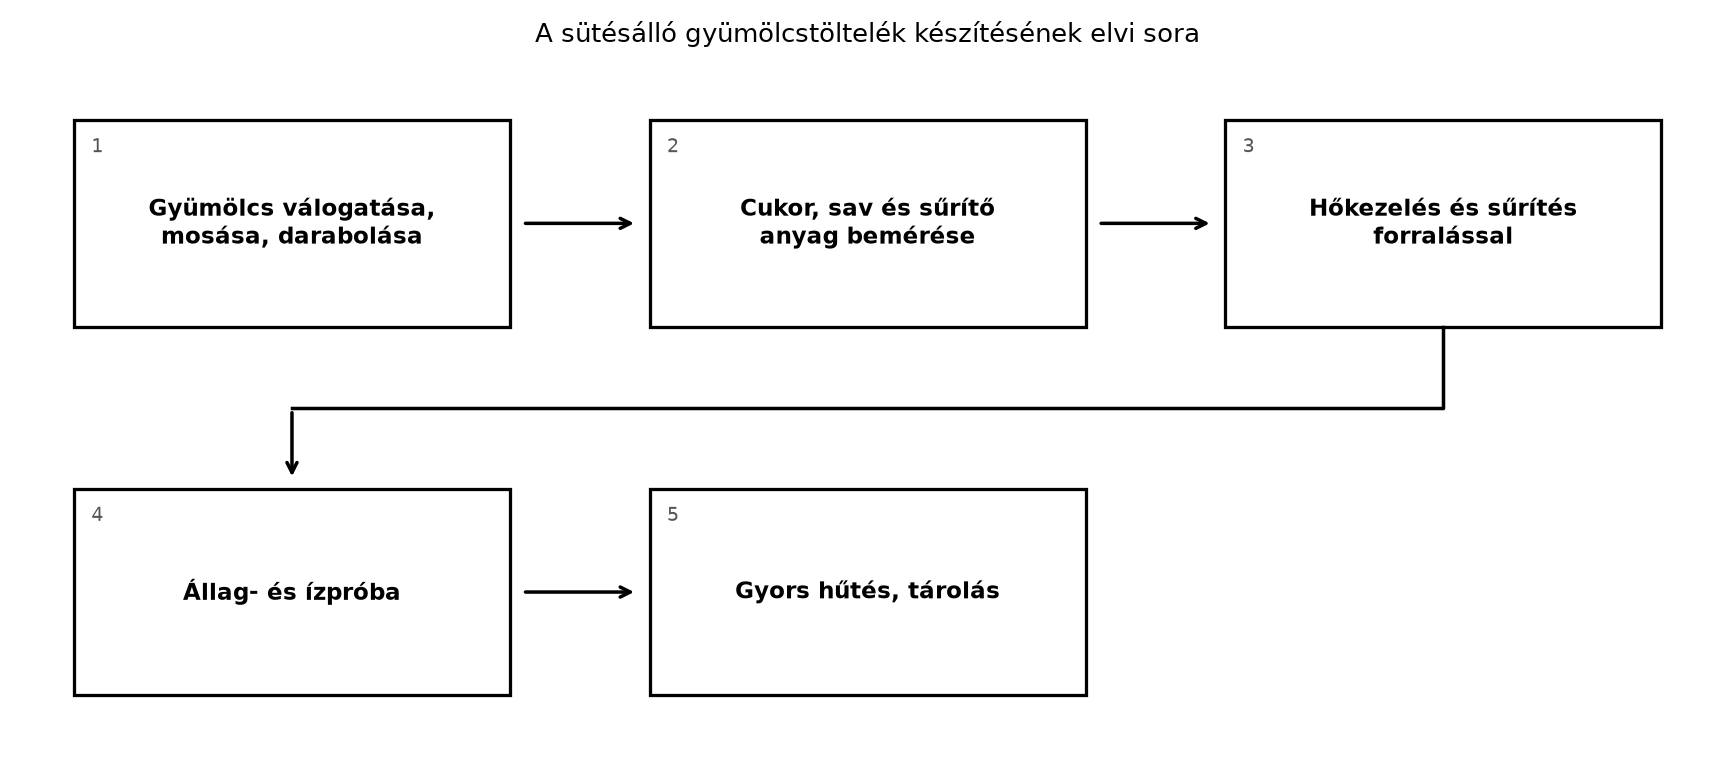 A sütésálló gyümölcstöltelék készítésének elvi sora
1
Gyümölcs válogatása,
mosása, darabolása
2
Cukor, sav és sűrítő
anyag bemérése
3
Hőkezelés és sűrítés
forralással
4
Állag- és ízpróba
5
Gyors hűtés, tárolás